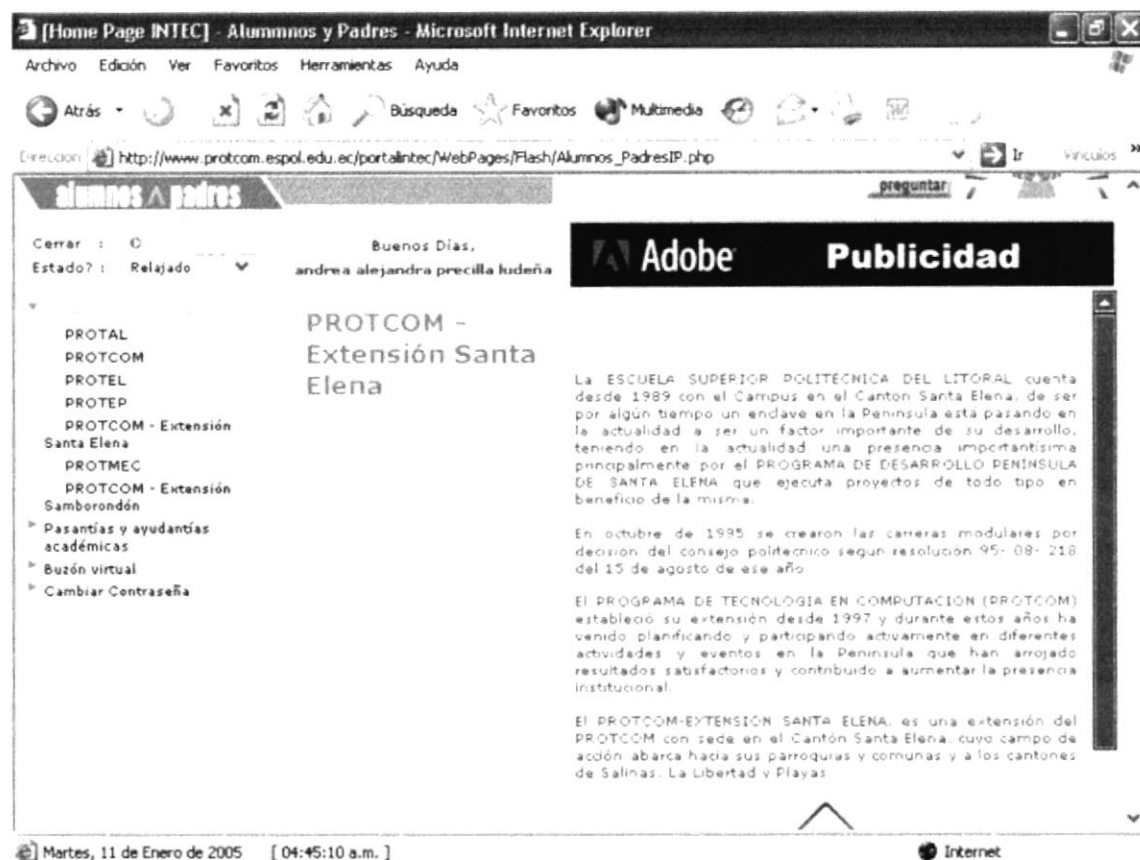 [Home Page INTEC] - Alummnos y Padres - Microsoft Internet Explorer
Archivo Edición Ver Favoritos Herramientas Ayuda
Atrás Búsqueda Favoritos Multimedia
Dirección http://www.protcom.espol.edu.ec/portalintec/WebPages/Flash/Alumnos_PadresIP.php Ir Vínculos »
alumnos padres
preguntar
Cerrar :
Estado? : Relajado
Buenos Días,
andrea alejandra precilla ludeña
Adobe Publicidad
PROTAL
PROTCOM
PROTEL
PROTEP
PROTCOM - Extensión
Santa Elena
PROTMEC
PROTCOM - Extensión
Samborondón
Pasantías y ayudantías
académicas
Buzón virtual
Cambiar Contraseña
PROTCOM -
Extensión Santa
Elena
La ESCUELA SUPERIOR POLITECNICA DEL LITORAL cuenta
desde 1989 con el Campus en el Canton Santa Elena, de ser
por algún tiempo un enclave en la Peninsula está pasando en
la actualidad a ser un factor importante de su desarrollo,
teniendo en la actualidad una presencia importantísima
principalmente por el PROGRAMA DE DESARROLLO PENINSULA
DE SANTA ELENA que ejecuta proyectos de todo tipo en
beneficio de la misma.
En octubre de 1995 se crearon las carreras modulares por
decision del consejo politecnico segun resolución 95- 08- 218
del 15 de agosto de ese año
El PROGRAMA DE TECNOLOGIA EN COMPUTACION (PROTCOM)
estableció su extensión desde 1997 y durante estos años ha
venido planificando y participando activamente en diferentes
actividades y eventos en la Peninsula que han arrojado
resultados satisfactorios y contribuido a aumentar la presencia
institucional.
El PROTCOM-EXTENSION SANTA ELENA, es una extensión del
PROTCOM con sede en el Cantón Santa Elena, cuyo campo de
acción abarca hacia sus parroquias y comunas y a los cantones
de Salinas, La Libertad y Playas.
Martes, 11 de Enero de 2005 [ 04:45:10 a.m. ] Internet